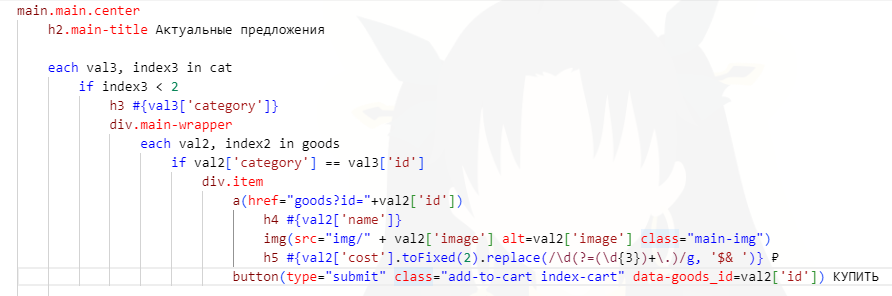 main.main.center
h2.main-title Актуальные предложения
each val3, index3 in cat
if index3 < 2
h3 #{val3['category']}
div.main-wrapper
each val2, index2 in goods
if val2['category'] == val3['id']
div.item
a(href="goods?id="+val2['id'])
h4 #{val2['name']}
img(src="img/" + val2['image'] alt=val2['image'] class="main-img")
h5 #{val2['cost'].toFixed(2).replace(/\d(?=(\d{3})+\.)/g, '$& ')} ₽
button(type="submit" class="add-to-cart index-cart" data-goods_id=val2['id']) КУПИТЬ